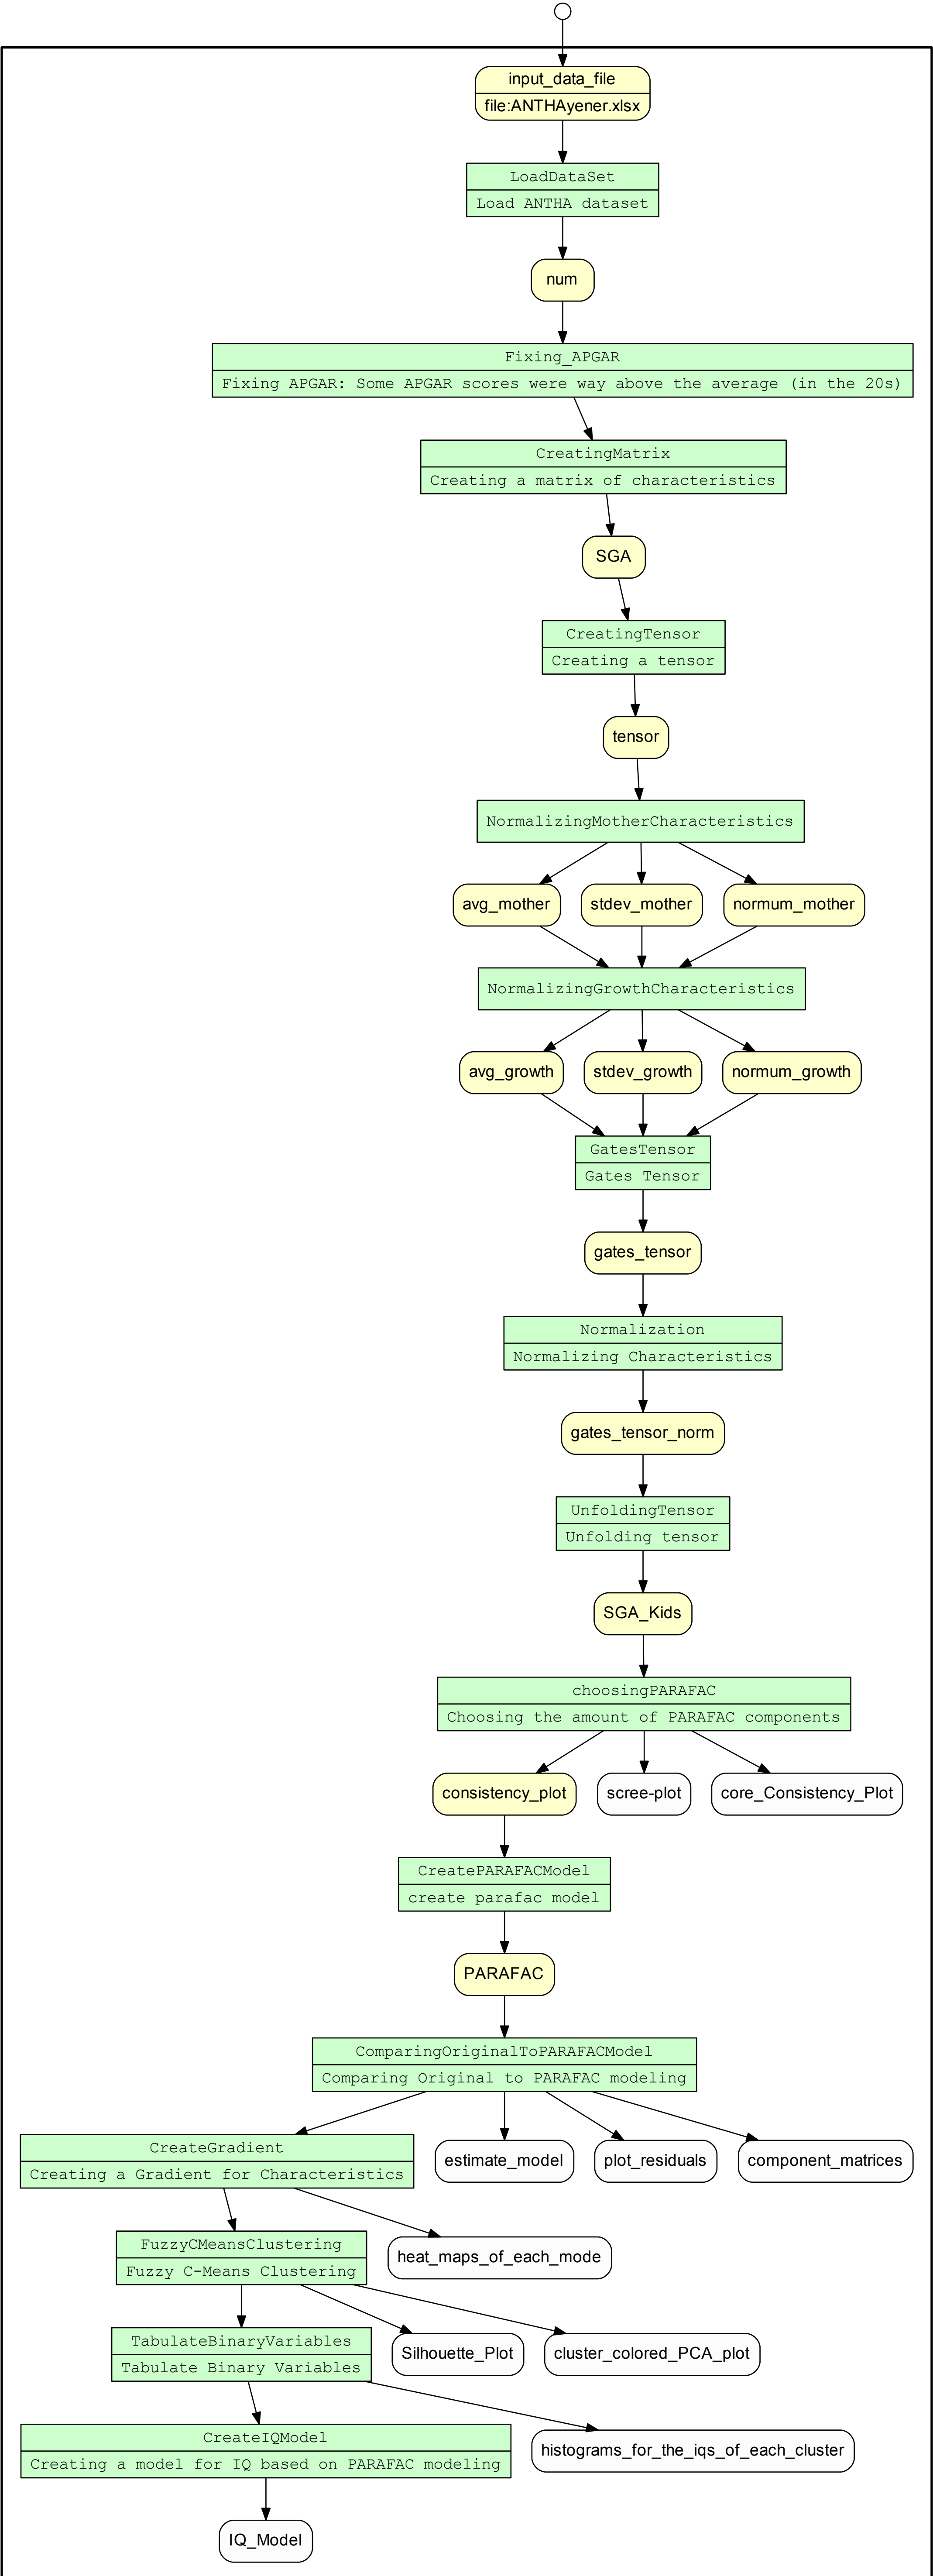 input_data_file
file:ANTHAyener.xlsx
LoadDataSet
Load ANTHA dataset
num
Fixing_APGAR
Fixing APGAR: Some APGAR scores were way above the average (in the 20s)
CreatingMatrix
Creating a matrix of characteristics
SGA
CreatingTensor
Creating a tensor
tensor
NormalizingMotherCharacteristics
avg_mother
stdev_mother
normum_mother
NormalizingGrowthCharacteristics
avg_growth
stdev_growth
normum_growth
GatesTensor
Gates Tensor
gates_tensor
Normalization
Normalizing Characteristics
gates_tensor_norm
UnfoldingTensor
Unfolding tensor
SGA_Kids
choosingPARAFAC
Choosing the amount of PARAFAC components
consistency_plot
scree-plot
core_Consistency_Plot
CreatePARAFACModel
create parafac model
PARAFAC
ComparingOriginalToPARAFACModel
Comparing Original to PARAFAC modeling
CreateGradient
Creating a Gradient for Characteristics
estimate_model
plot_residuals
component_matrices
FuzzyCMeansClustering
Fuzzy C-Means Clustering
heat_maps_of_each_mode
TabulateBinaryVariables
Tabulate Binary Variables
Silhouette_Plot
cluster_colored_PCA_plot
CreateIQModel
Creating a model for IQ based on PARAFAC modeling
histograms_for_the_iqs_of_each_cluster
IQ_Model